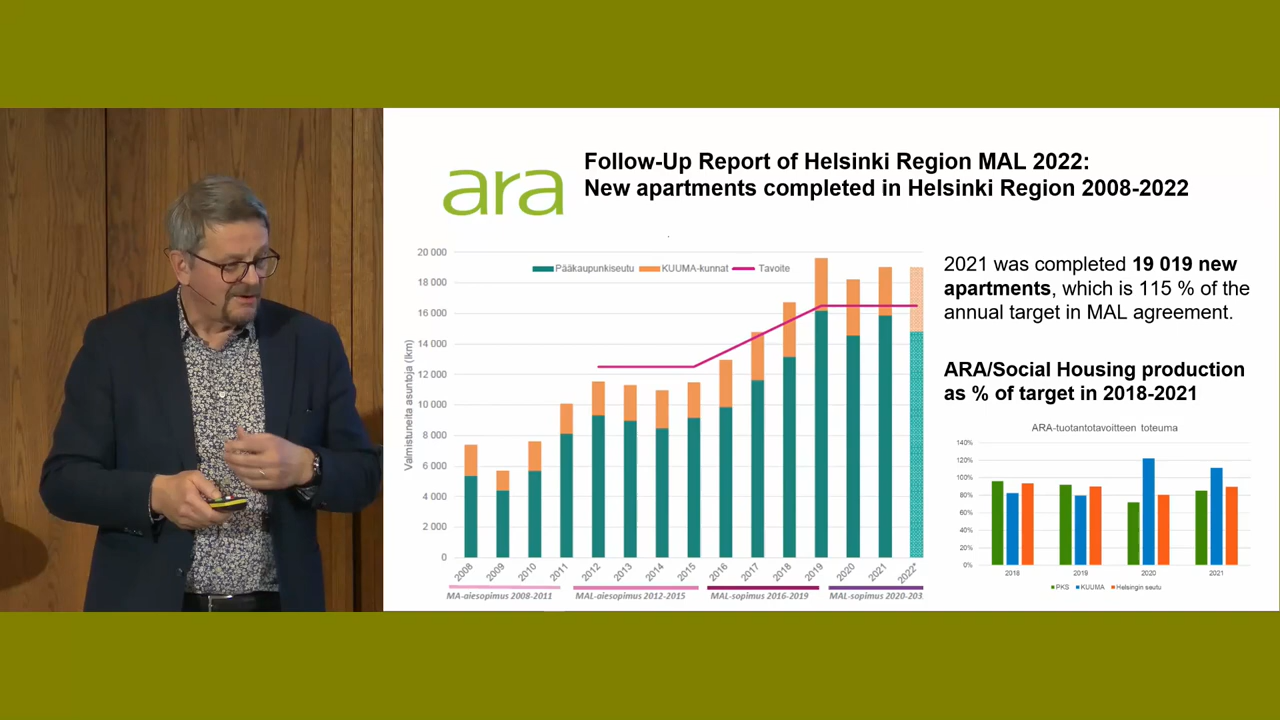 ara
Follow-Up Report of Helsinki Region MAL 2022:
New apartments completed in Helsinki Region 2008-2022
Valmistuneita asuntoja (lkm)
20 000
18 000
16 000
14 000
12 000
10 000
8 000
6 000
4 000
2 000
0
Pääkaupunkiseutu KUUMA-kunnat Tavoite
2008 2009 2010 2011 2012 2013 2014 2015 2016 2017 2018 2019 2020 2021 2022*
MA-aiesopimus 2008-2011 MAL-aiesopimus 2012-2015 MAL-sopimus 2016-2019 MAL-sopimus 2020-203
2021 was completed 19 019 new
apartments, which is 115 % of the
annual target in MAL agreement.
ARA/Social Housing production
as % of target in 2018-2021
ARA-tuotantotavoitteen toteuma
140%
120%
100%
80%
60%
40%
20%
0%
2018 2019 2020 2021
PKS KUUMA Helsingin seutu